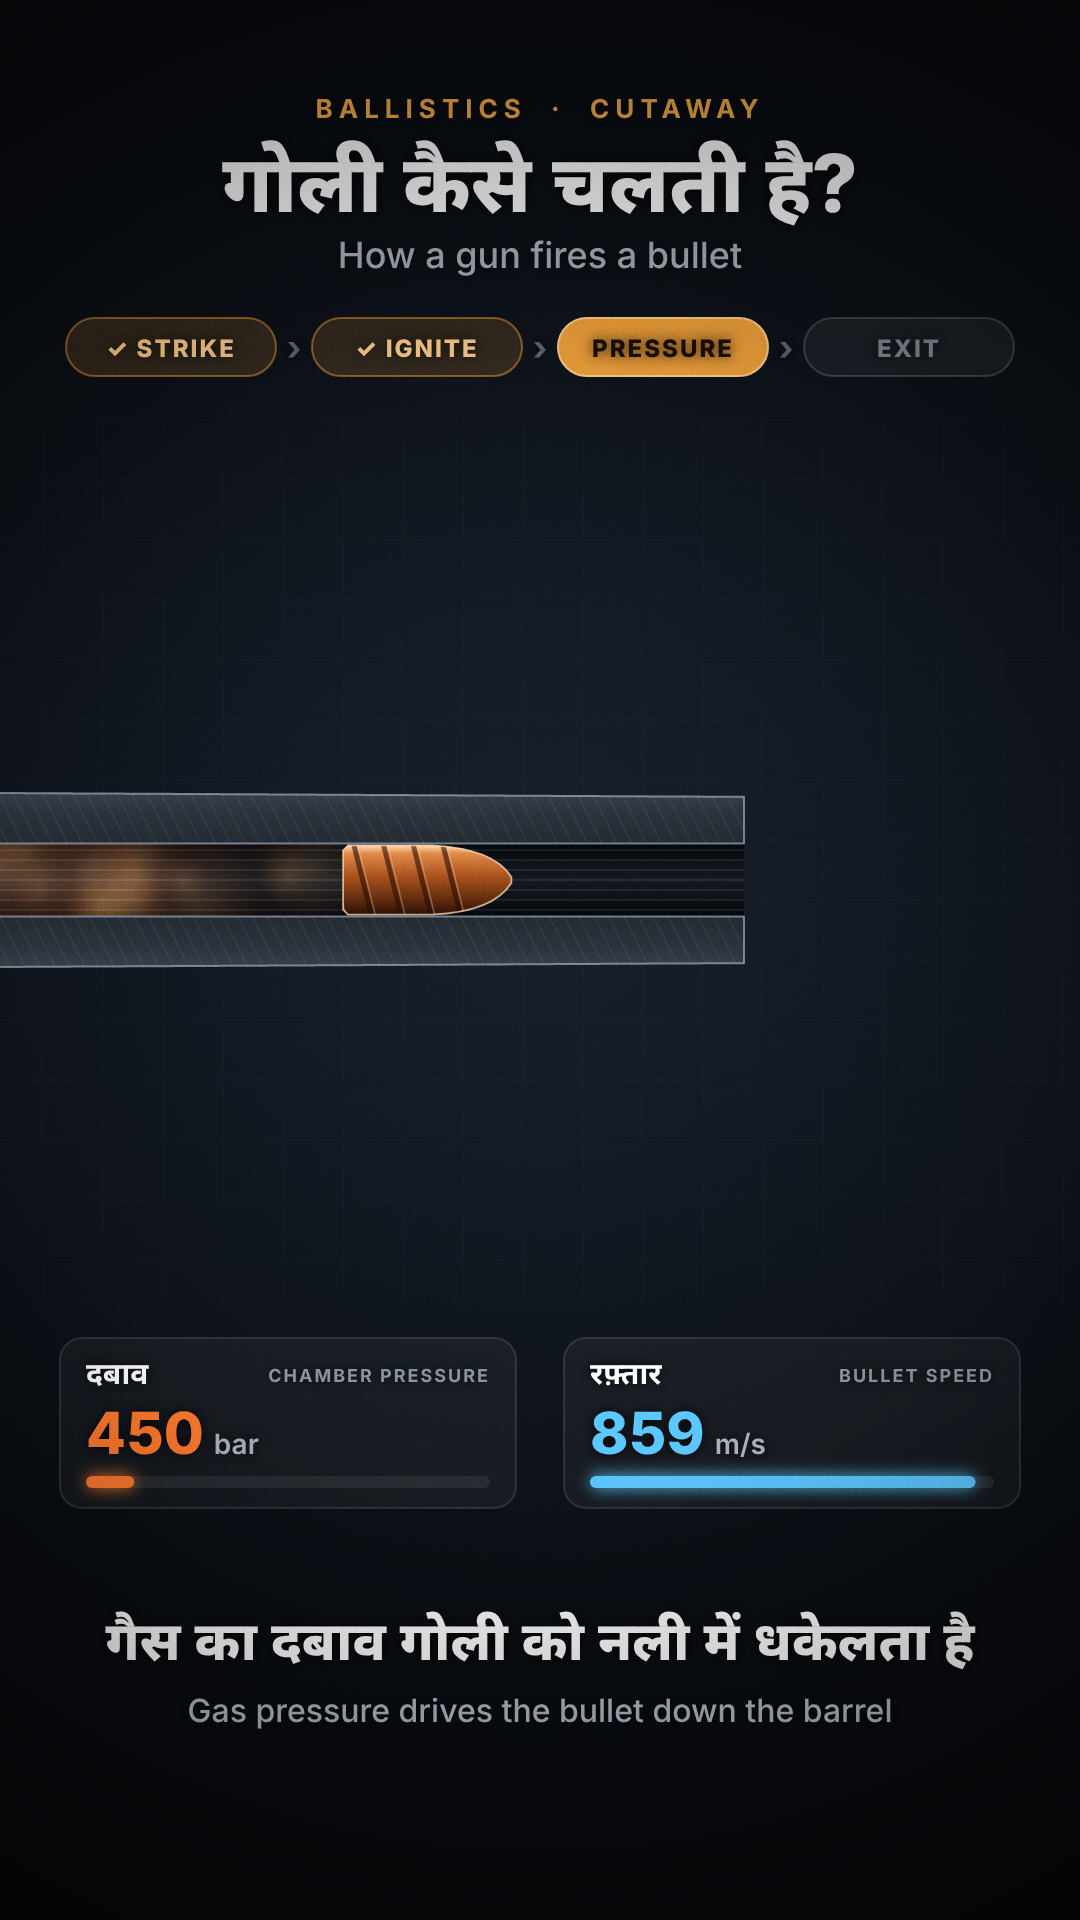 BALLISTICS · CUTAWAY
गोली कैसे चलती है?
How a gun fires a bullet
✓ STRIKE › ✓ IGNITE › PRESSURE › EXIT
दबाव CHAMBER PRESSURE
450 bar
रफ़्तार BULLET SPEED
859 m/s
गैस का दबाव गोली को नली में धकेलता है
Gas pressure drives the bullet down the barrel